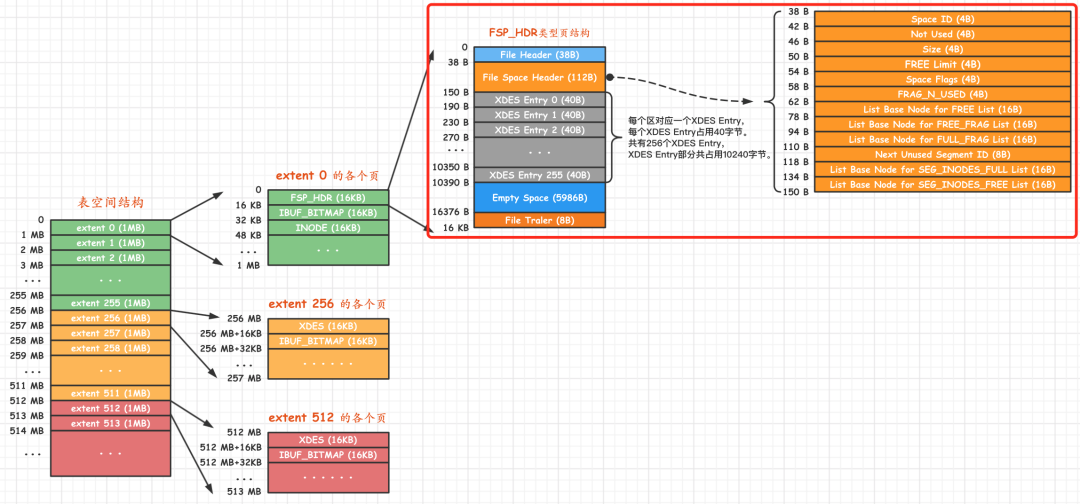 表空间结构
0
1 MB
2 MB
3 MB
...
255 MB
256 MB
257 MB
258 MB
259 MB
...
511 MB
512 MB
513 MB
514 MB
...
extent 0 (1MB)
extent 1 (1MB)
extent 2 (1MB)
...
extent 255 (1MB)
extent 256 (1MB)
extent 257 (1MB)
extent 258 (1MB)
...
extent 511 (1MB)
extent 512 (1MB)
extent 513 (1MB)
...
extent 0 的各个页
0
16 KB
32 KB
48 KB
...
1 MB
FSP_HDR (16KB)
IBUF_BITMAP (16KB)
INODE (16KB)
...
extent 256 的各个页
256 MB
256 MB+16KB
256 MB+32KB
...
257 MB
XDES (16KB)
IBUF_BITMAP (16KB)
......
extent 512 的各个页
512 MB
512 MB+16KB
512 MB+32KB
...
513 MB
XDES (16KB)
IBUF_BITMAP (16KB)
......
FSP_HDR类型页结构
0
38 B
150 B
190 B
230 B
270 B
...
10350 B
10390 B
16376 B
16 KB
File Header (38B)
File Space Header (112B)
XDES Entry 0 (40B)
XDES Entry 1 (40B)
XDES Entry 2 (40B)
...
XDES Entry 255 (40B)
Empty Space (5986B)
File Traler (8B)
每个区对应一个XDES Entry,
每个XDES Entry占用40字节。
共有256个XDES Entry,
XDES Entry部分共占用10240字节。
38 B
42 B
46 B
50 B
54 B
58 B
62 B
78 B
94 B
110 B
118 B
134 B
150 B
Space ID (4B)
Not Used (4B)
Size (4B)
FREE Limit (4B)
Space Flags (4B)
FRAG_N_USED (4B)
List Base Node for FREE List (16B)
List Base Node for FREE_FRAG List (16B)
List Base Node for FULL_FRAG List (16B)
Next Unused Segment ID (8B)
List Base Node for SEG_INODES_FULL List (16B)
List Base Node for SEG_INODES_FREE List (16B)